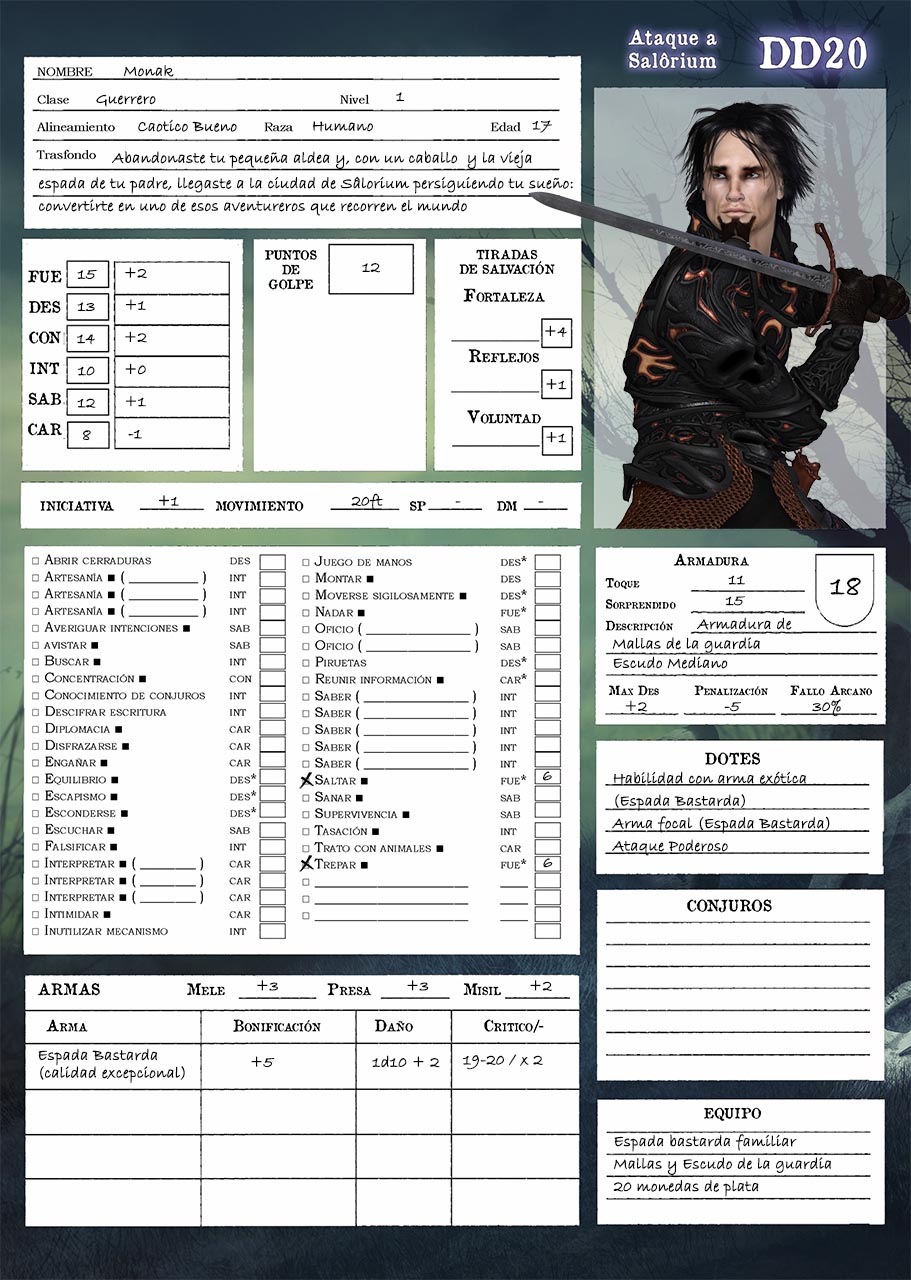 Ataque a
Salôrium
DD20
NOMBRE Monak
Clase Guerrero Nivel 1
Alineamiento Caotico Bueno Raza Humano Edad 17
Trasfondo Abandonaste tu pequeña aldea y, con un caballo y la vieja
espada de tu padre, llegaste a la ciudad de Sâlorium persiguiendo tu sueño:
convertirte en uno de esos aventureros que recorren el mundo
FUE 15 +2
DES 13 +1
CON 14 +2
INT 10 +0
SAB 12 +1
CAR 8 -1
PUNTOS
DE
GOLPE
12
TIRADAS
DE SALVACIÓN
FORTALEZA
+4
REFLEJOS
+1
VOLUNTAD
+1
INICIATIVA +1 MOVIMIENTO 20ft SP - DM -
ABRIR CERRADURAS DES
ARTESANÍA ■ ( ) INT
ARTESANÍA ■ ( ) INT
ARTESANÍA ■ ( ) INT
AVERIGUAR INTENCIONES ■ SAB
AVISTAR ■ SAB
BUSCAR ■ INT
CONCENTRACIÓN ■ CON
CONOCIMIENTO DE CONJUROS INT
DESCIFRAR ESCRITURA INT
DIPLOMACIA ■ CAR
DISFRAZARSE ■ CAR
ENGAÑAR ■ CAR
EQUILIBRIO ■ DES*
ESCAPISMO ■ DES*
ESCONDERSE ■ DES*
ESCUCHAR ■ SAB
FALSIFICAR ■ INT
INTERPRETAR ■ ( ) CAR
INTERPRETAR ■ ( ) CAR
INTERPRETAR ■ ( ) CAR
INTIMIDAR ■ CAR
INUTILIZAR MECANISMO INT
JUEGO DE MANOS DES*
MONTAR ■ DES
MOVERSE SIGILOSAMENTE ■ DES*
NADAR ■ FUE*
OFICIO ( ) SAB
OFICIO ( ) SAB
PIRUETAS DES*
REUNIR INFORMACIÓN ■ CAR*
SABER ( ) INT
SABER ( ) INT
SABER ( ) INT
SABER ( ) INT
SABER ( ) INT
X SALTAR ■ FUE* 6
SANAR ■ SAB
SUPERVIVENCIA ■ SAB
TASACIÓN ■ INT
TRATO CON ANIMALES ■ CAR
X TREPAR ■ FUE* 6
ARMADURA
TOQUE 11
SORPRENDIDO 15
18
DESCRIPCIÓN Armadura de
Mallas de la guardia
Escudo Mediano
MAX DES PENALIZACIÓN FALLO ARCANO
+2 -5 30%
DOTES
Habilidad con arma exótica
(Espada Bastarda)
Arma focal (Espada Bastarda)
Ataque Poderoso
CONJUROS
ARMAS MELE +3 PRESA +3 MISIL +2
ARMA BONIFICACIÓN DAÑO CRITICO/-
Espada Bastarda
(calidad excepcional) +5 1d10 + 2 19-20 / x 2
EQUIPO
Espada bastarda familiar
Mallas y Escudo de la guardia
20 monedas de plata